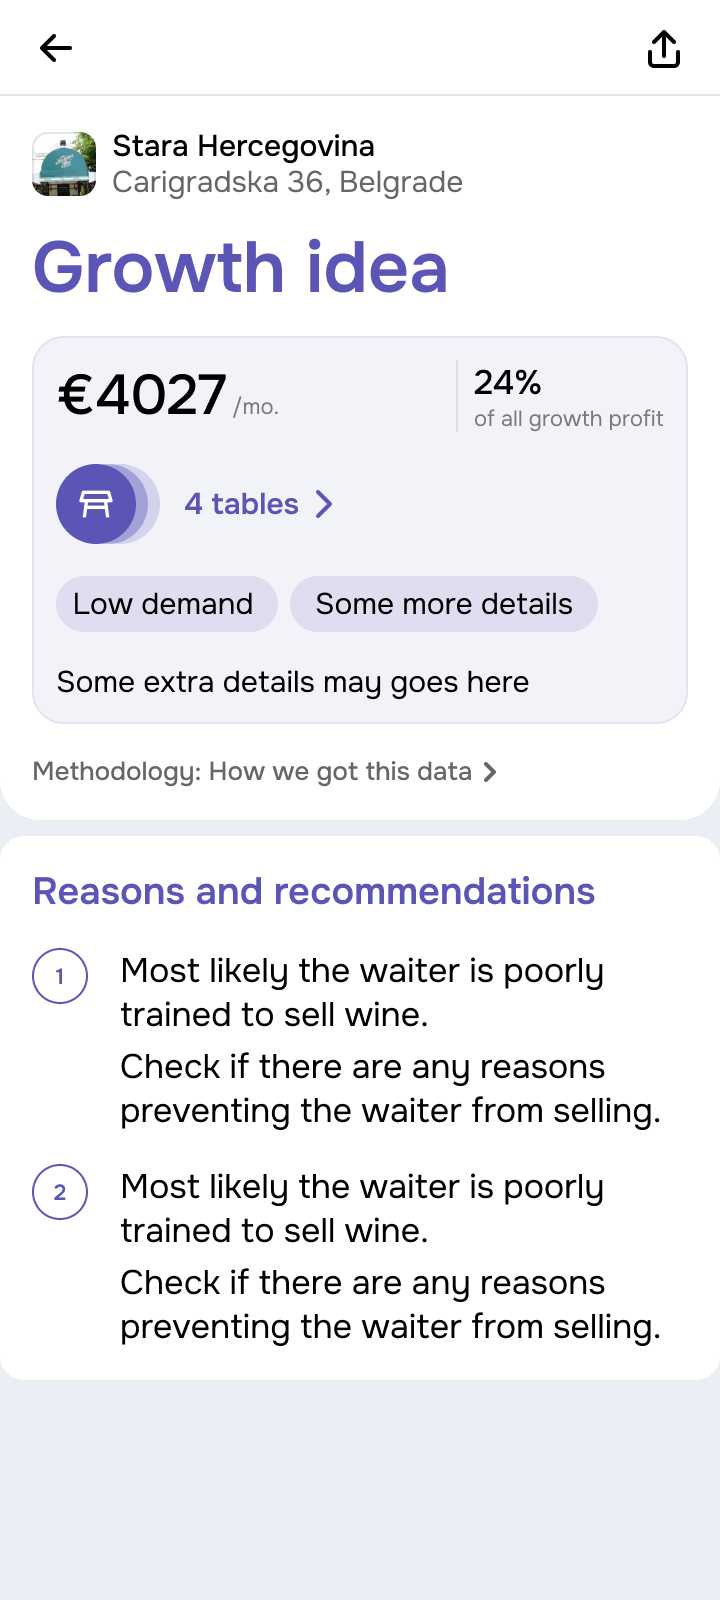 Stara Hercegovina
Carigradska 36, Belgrade
Growth idea
€4027 /mo.
24%
of all growth profit
4 tables
Low demand
Some more details
Some extra details may goes here
Methodology: How we got this data
Reasons and recommendations
1
Most likely the waiter is poorly
trained to sell wine.
Check if there are any reasons
preventing the waiter from selling.
2
Most likely the waiter is poorly
trained to sell wine.
Check if there are any reasons
preventing the waiter from selling.